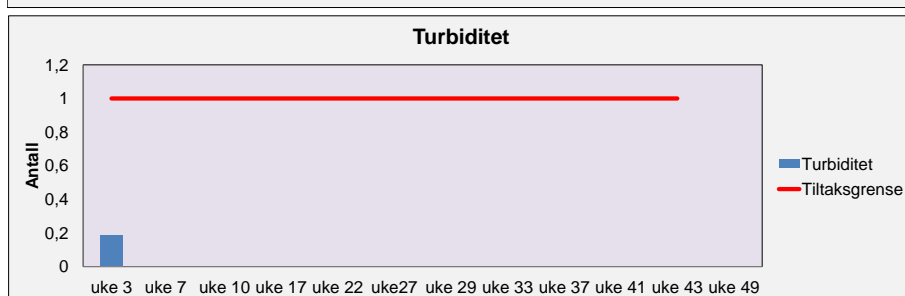 Turbiditet
1,2
1
0,8
0,6
0,4
0,2
0
Antall
uke 3 uke 7 uke 10 uke 17 uke 22 uke27 uke 29 uke 33 uke 37 uke 41 uke 43 uke 49
Turbiditet
Tiltaksgrense